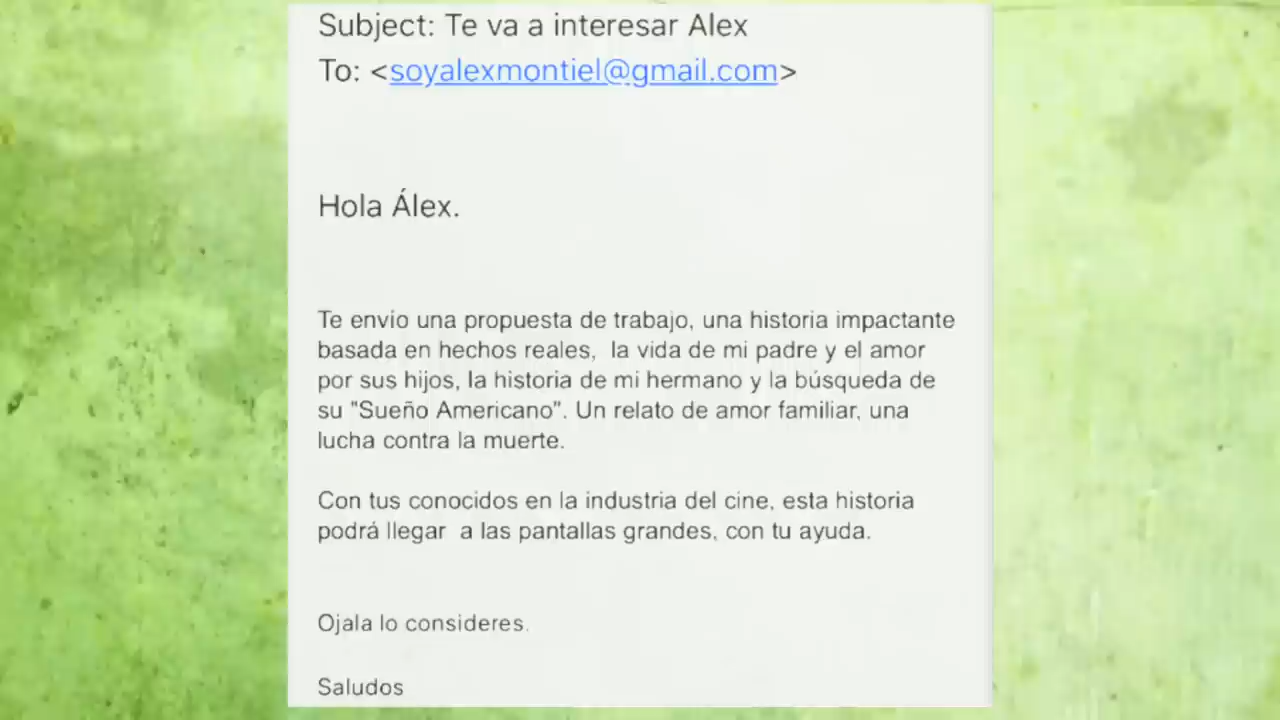 Subject: Te va a interesar Alex
To: <soyalexmontiel@gmail.com>
Hola Álex.
Te envío una propuesta de trabajo, una historia impactante
basada en hechos reales,  la vida de mi padre y el amor
por sus hijos, la historia de mi hermano y la búsqueda de
su "Sueño Americano". Un relato de amor familiar, una
lucha contra la muerte.
Con tus conocidos en la industria del cine, esta historia
podrá llegar  a las pantallas grandes, con tu ayuda.
Ojala lo consideres.
Saludos